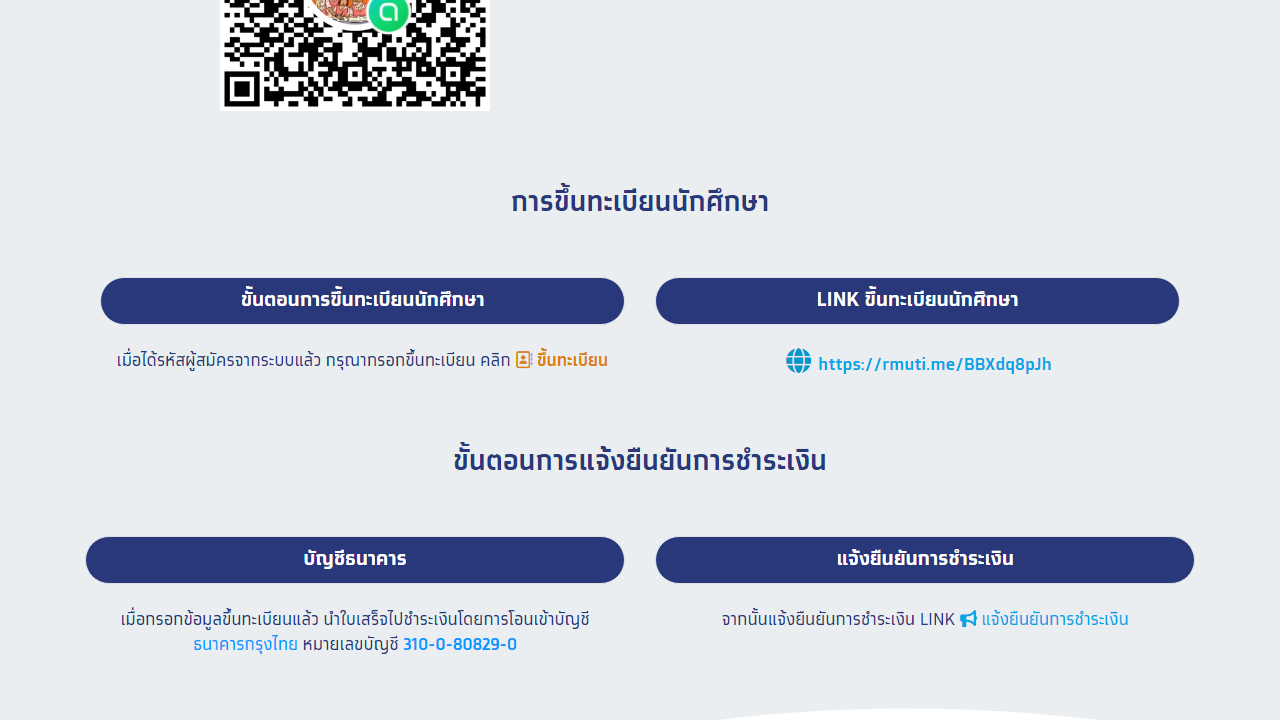 การขึ้นทะเบียนนักศึกษา
ขั้นตอนการขึ้นทะเบียนนักศึกษา
เมื่อได้รหัสผู้สมัครจากระบบแล้ว กรุณากรอกขึ้นทะเบียน คลิก ขึ้นทะเบียน
LINK ขึ้นทะเบียนนักศึกษา
https://rmuti.me/BBXdq8pJh
ขั้นตอนการแจ้งยืนยันการชำระเงิน
บัญชีธนาคาร
เมื่อกรอกข้อมูลขึ้นทะเบียนแล้ว นำใบเสร็จไปชำระเงินโดยการโอนเข้าบัญชี
ธนาคารกรุงไทย หมายเลขบัญชี 310-0-80829-0
แจ้งยืนยันการชำระเงิน
จากนั้นแจ้งยืนยันการชำระเงิน LINK แจ้งยืนยันการชำระเงิน